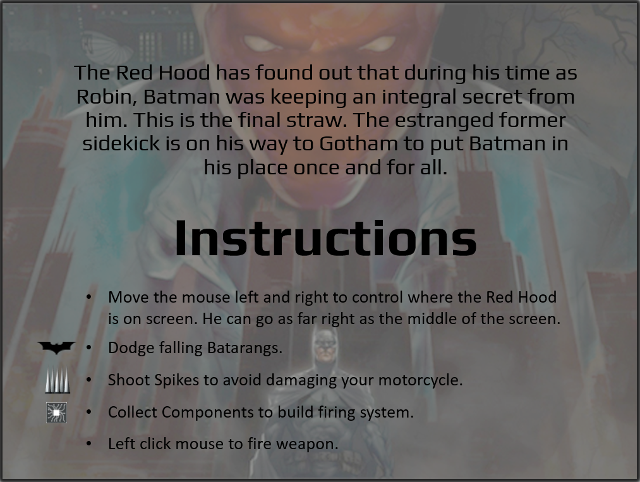 The Red Hood has found out that during his time as
Robin, Batman was keeping an integral secret from
him. This is the final straw. The estranged former
sidekick is on his way to Gotham to put Batman in
his place once and for all.
Instructions
• Move the mouse left and right to control where the Red Hood
is on screen. He can go as far right as the middle of the screen.
• Dodge falling Batarangs.
• Shoot Spikes to avoid damaging your motorcycle.
• Collect Components to build firing system.
• Left click mouse to fire weapon.